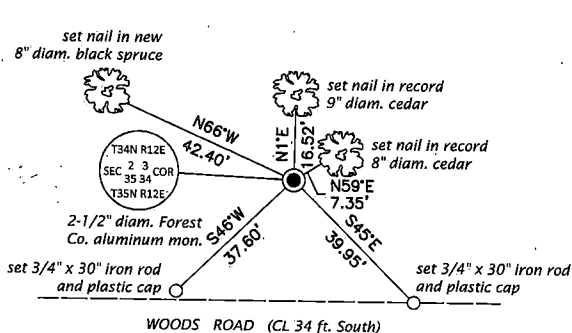 set nail in new
8" diam. black spruce
set nail in record
9" diam. cedar
N66°W
42.40'
N1°E
16.52'
set nail in record
8" diam. cedar
T34N R12E
2 3
SEC COR
35 34
T35N R12E
N59°E
7.35'
2-1/2" diam. Forest
Co. aluminum mon.
S46°W
37.60'
S45°E
39.95'
set 3/4" x 30" iron rod
and plastic cap
set 3/4" x 30" iron rod
and plastic cap
WOODS ROAD (CL 34 ft. South)